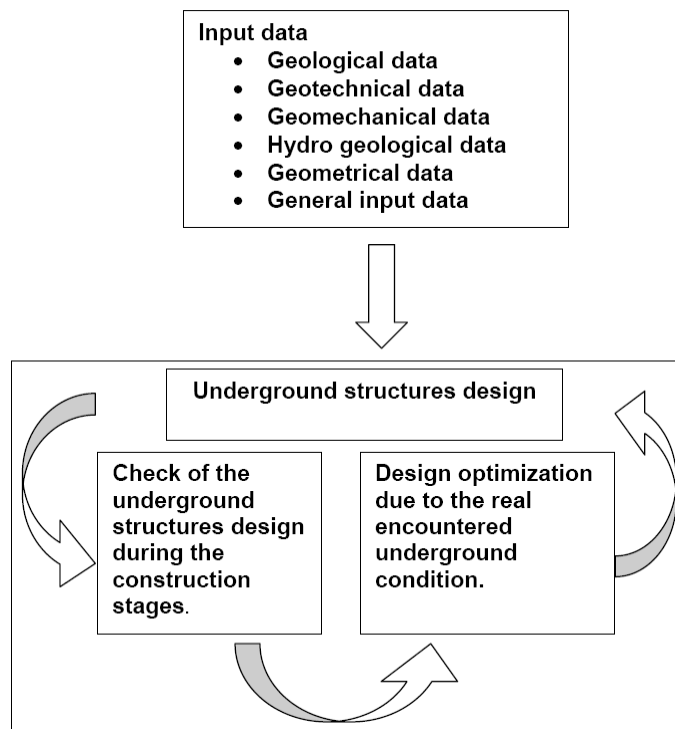 Input data
• Geological data
• Geotechnical data
• Geomechanical data
• Hydro geological data
• Geometrical data
• General input data
Underground structures design
Check of the
underground
structures design
during the
construction
stages.
Design optimization
due to the real
encountered
underground
condition.